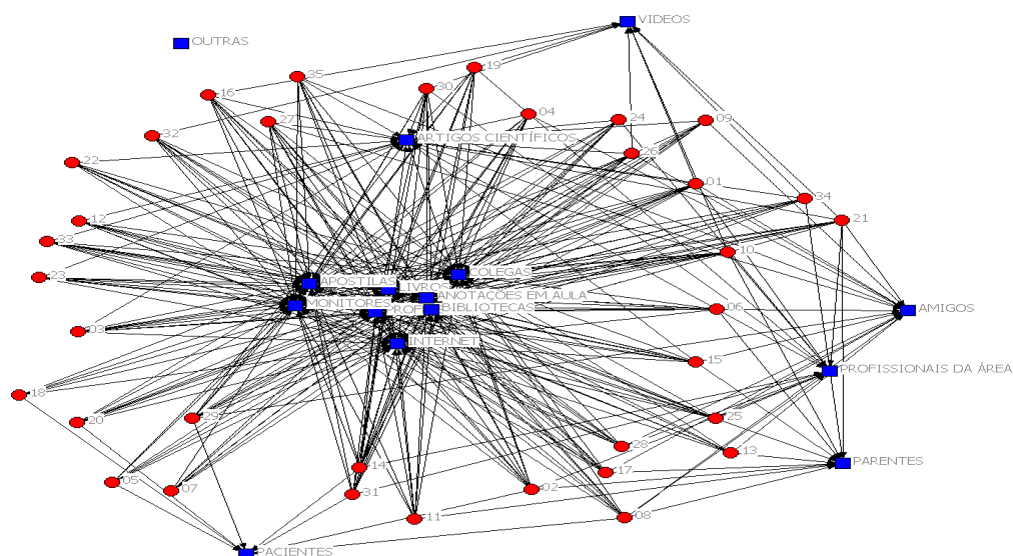 VIDEOS
OUTRAS
19
35
30
16
04
24
09
27
32
ARTIGOS CIENTÍFICOS
26
22
01
34
12
21
33
10
COLEGAS
23
APOSTILAS
LIVROS
ANOTAÇÕES EM AULA
MONITORES
PROF
BIBLIOTECAS
06
AMIGOS
03
INTERNET
15
PROFISSIONAIS DA ÁREA
18
29
20
25
28
13
14
PARENTES
17
05
07
31
02
11
08
PACIENTES